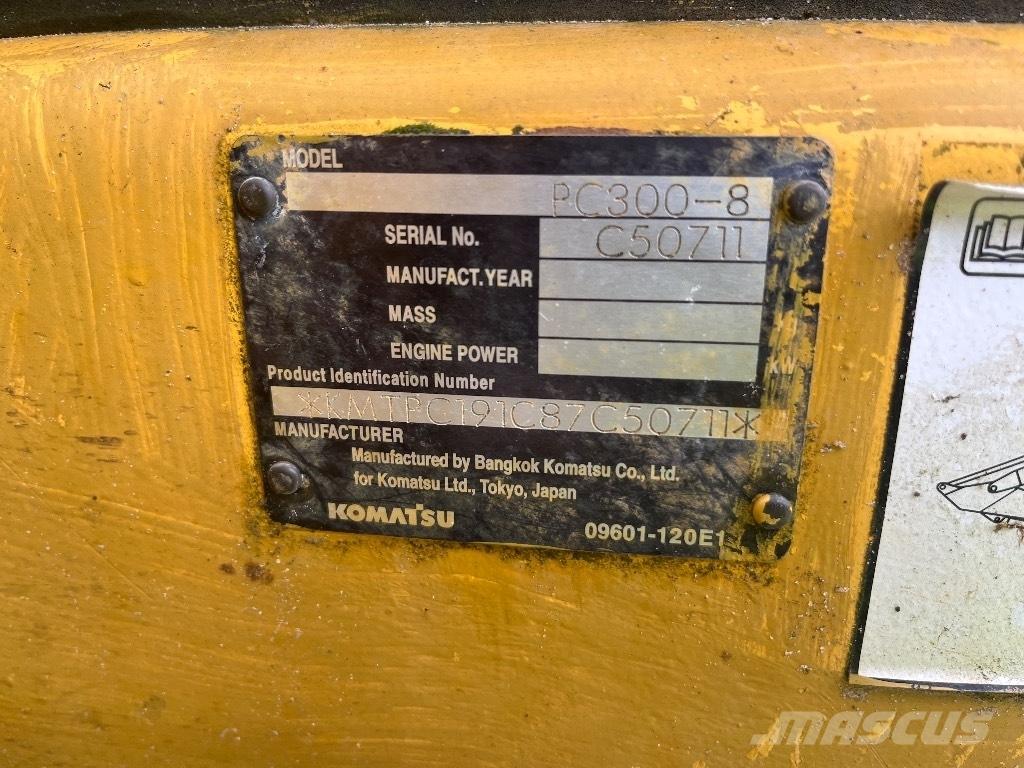 MODEL
PC300-8
SERIAL No. C50711
MANUFACT. YEAR
MASS
ENGINE POWER
KW
Product Identification Number
*KMTPC191C87C50711*
MANUFACTURER
Manufactured by Bangkok Komatsu Co., Ltd.
for Komatsu Ltd., Tokyo, Japan
KOMATSU 09601-120E1
MASCUS